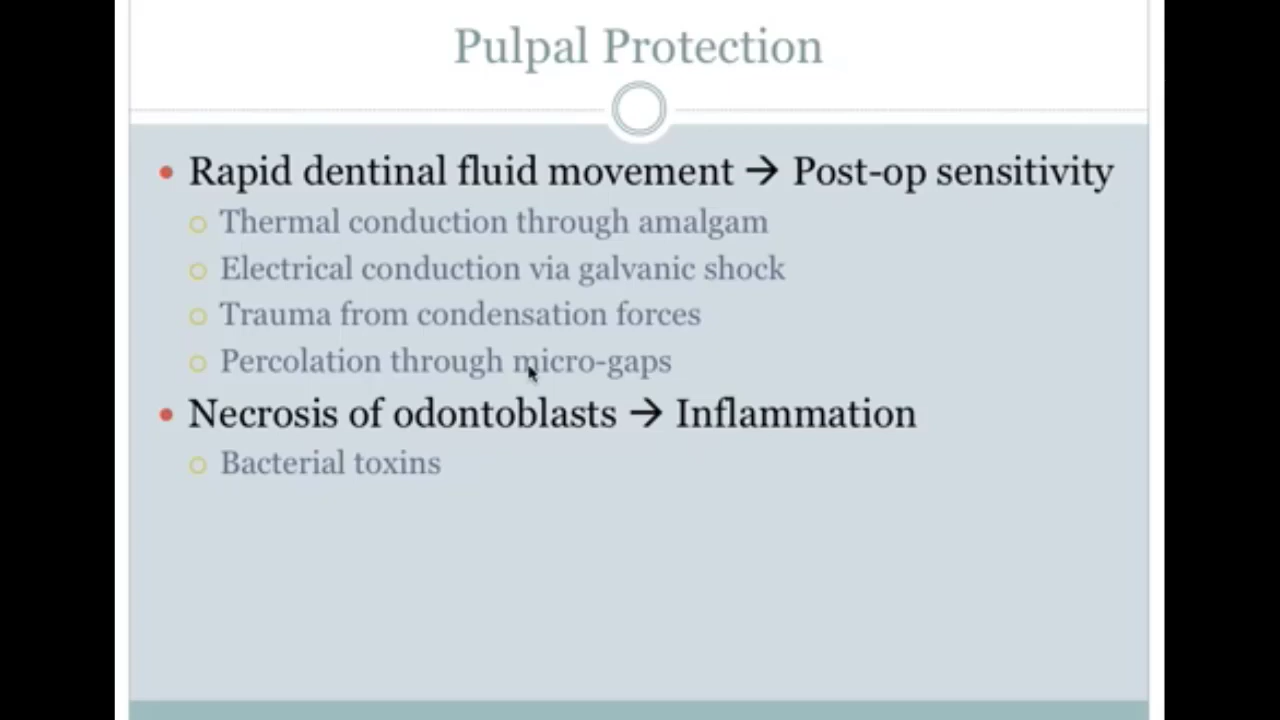 Pulpal Protection
• Rapid dentinal fluid movement → Post-op sensitivity
○ Thermal conduction through amalgam
○ Electrical conduction via galvanic shock
○ Trauma from condensation forces
○ Percolation through micro-gaps
• Necrosis of odontoblasts → Inflammation
○ Bacterial toxins